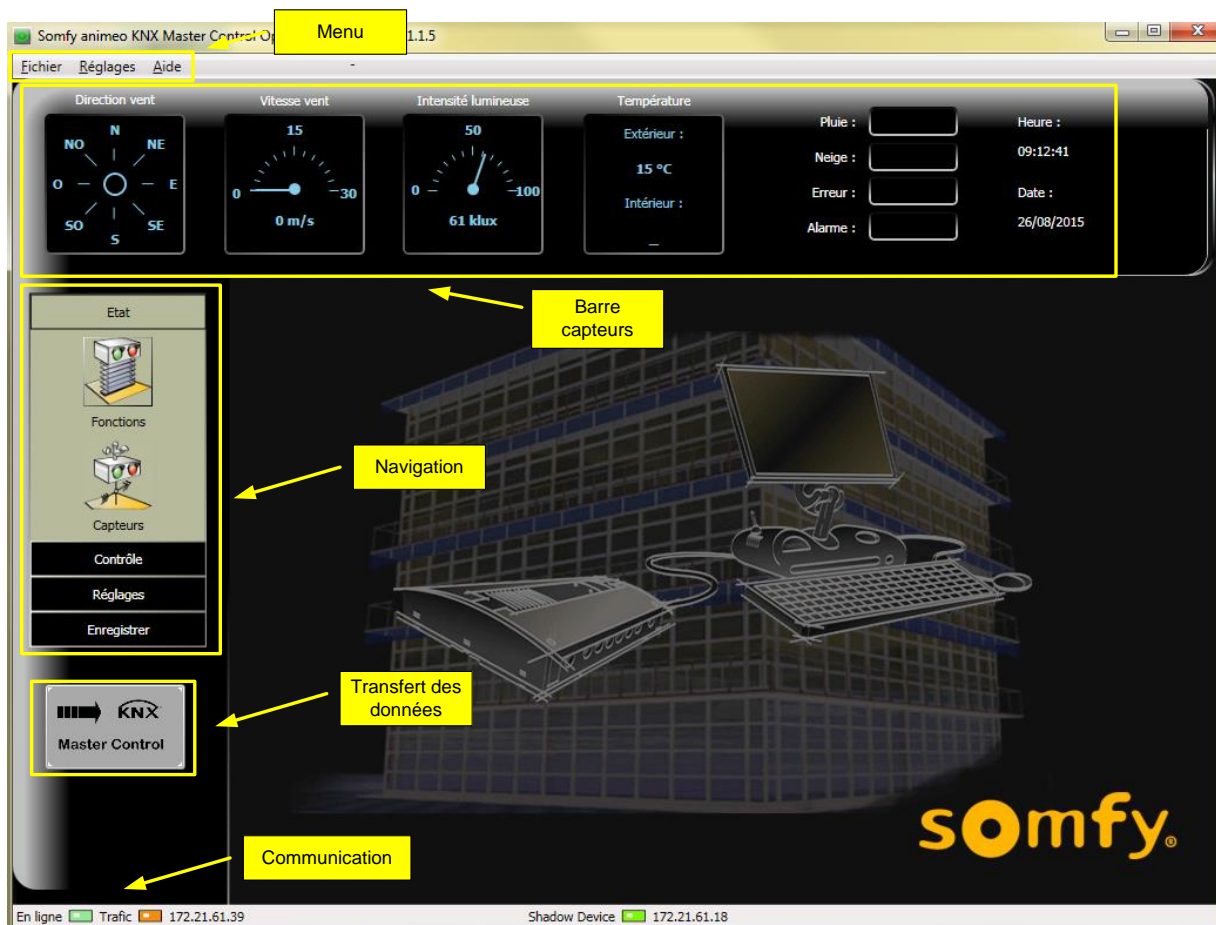 Somfy animeo KNX Master Control Op
1.1.5
Menu
Fichier Réglages Aide
-
Direction vent
N
NO NE
O E
SO SE
S
Vitesse vent
15
0 30
0 m/s
Intensité lumineuse
50
0 100
61 klux
Température
Extérieur :
15 °C
Intérieur :
_
Pluie :
Neige :
Erreur :
Alarme :
Heure :
09:12:41
Date :
26/08/2015
Barre
capteurs
Etat
Fonctions
Capteurs
Contrôle
Réglages
Enregistrer
Navigation
KNX
Master Control
Transfert des
données
somfy®
Communication
En ligne Trafic 172.21.61.39
Shadow Device 172.21.61.18